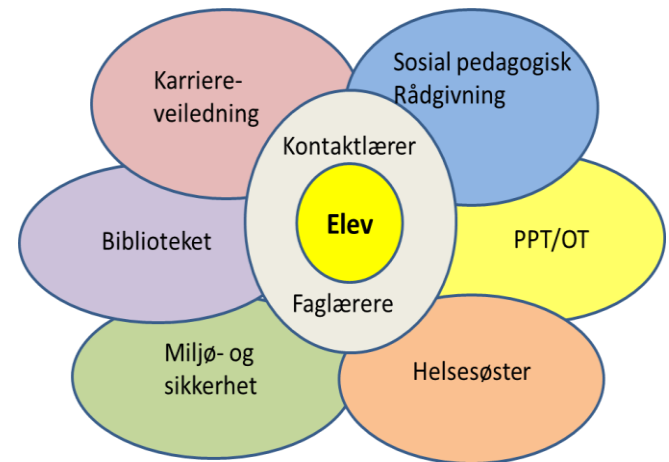 Karriere-
veiledning
Sosial pedagogisk
Rådgivning
Kontaktlærer
Elev
Faglærere
Biblioteket
PPT/OT
Miljø- og
sikkerhet
Helsesøster